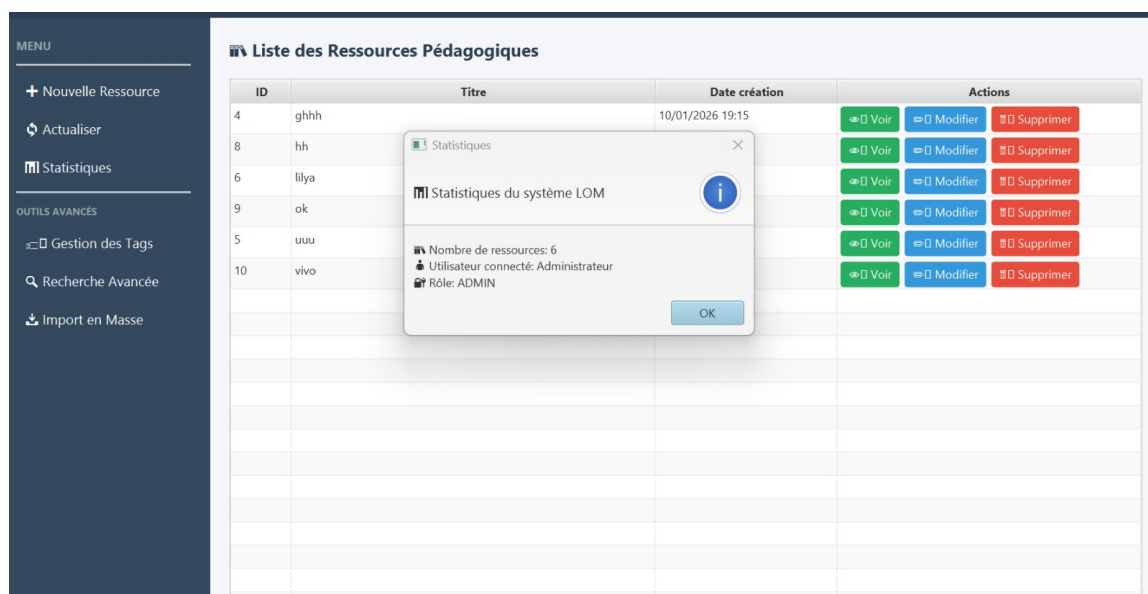 MENU
Nouvelle Ressource
Actualiser
Statistiques
OUTILS AVANCÉS
Gestion des Tags
Recherche Avancée
Import en Masse
Liste des Ressources Pédagogiques
ID Titre Date création Actions
4 ghhh 10/01/2026 19:15 Voir Modifier Supprimer
8 hh Voir Modifier Supprimer
6 lilya Voir Modifier Supprimer
9 ok Voir Modifier Supprimer
5 uuu Voir Modifier Supprimer
10 vivo Voir Modifier Supprimer
Statistiques
Statistiques du système LOM
Nombre de ressources: 6
Utilisateur connecté: Administrateur
Rôle: ADMIN
OK